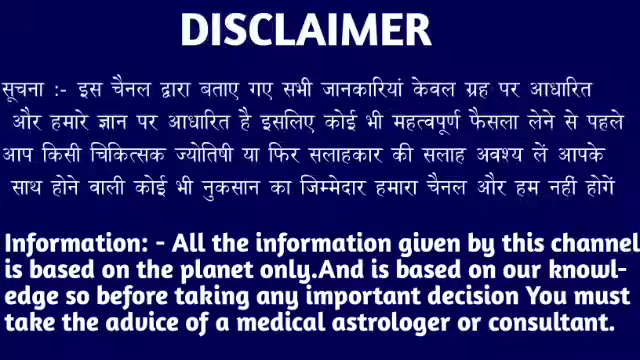 DISCLAIMER
सूचना :- इस चैनल द्वारा बताए गए सभी जानकारियां केवल ग्रह पर आधारित
और हमारे ज्ञान पर आधारित है इसलिए कोई भी महत्वपूर्ण फैसला लेने से पहले
आप किसी चिकित्सक ज्योतिषी या फिर सलाहकार की सलाह अवश्य लें आपके
साथ होने वाली कोई भी नुकसान का जिम्मेदार हमारा चैनल और हम नहीं होगें
Information: - All the information given by this channel
is based on the planet only.And is based on our knowl-
edge so before taking any important decision You must
take the advice of a medical astrologer or consultant.